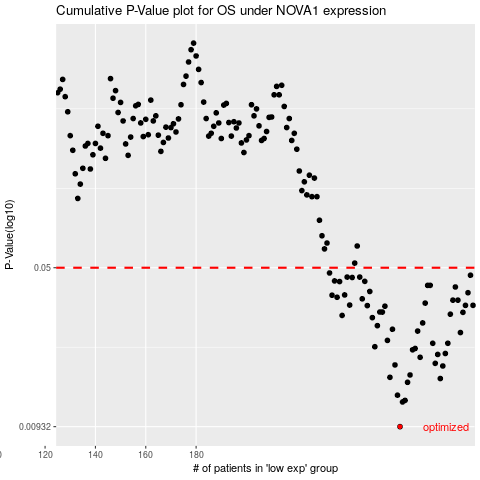 Cumulative P-Value plot for OS under NOVA1 expression
P-Value(log10)
0.05
0.00932
optimized
0 120 140 160 180
# of patients in 'low exp' group